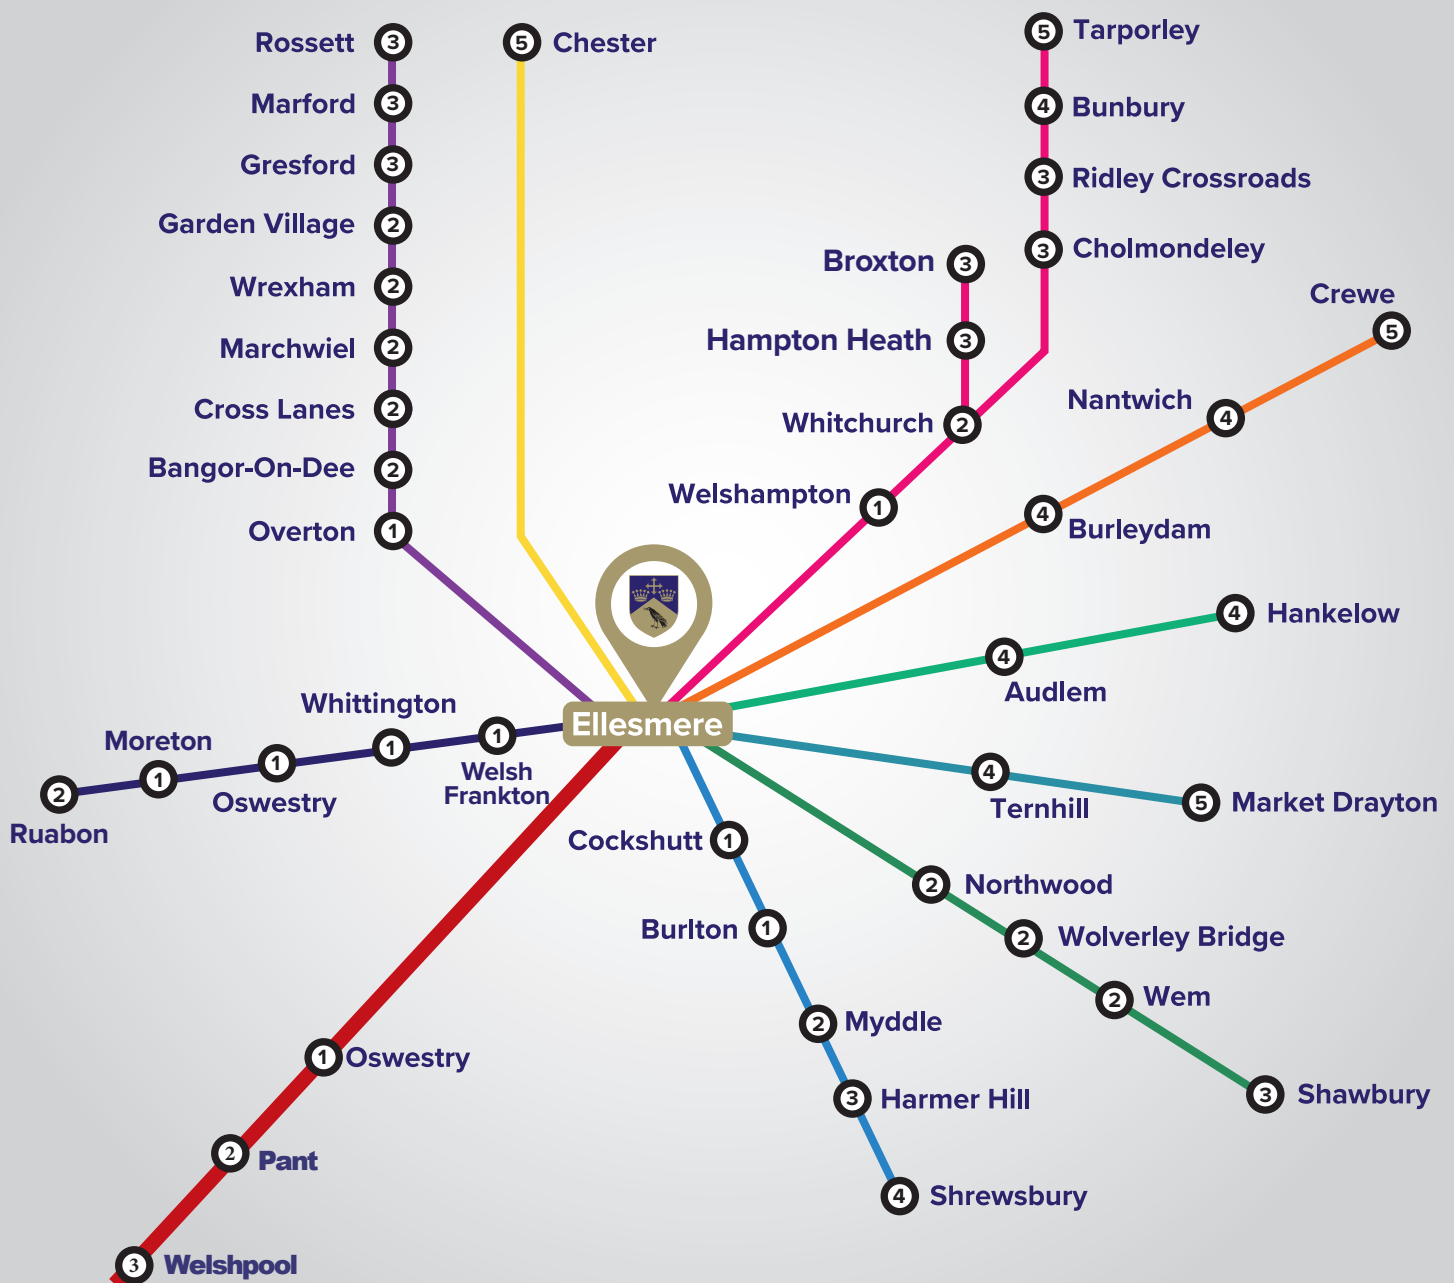 Rossett 3
Marford 3
Gresford 3
Garden Village 2
Wrexham 2
Marchwiel 2
Cross Lanes 2
Bangor-On-Dee 2
Overton 1
5 Chester
5 Tarporley
4 Bunbury
3 Ridley Crossroads
3 Cholmondeley
Broxton 3
Hampton Heath 3
Whitchurch 2
Welshampton 1
Crewe
5
Nantwich
4
4
Burleydam
4 Hankelow
4
Audlem
Ellesmere
Whittington
1
Moreton
1
1
Oswestry
2
Ruabon
1
Welsh
Frankton
4
Ternhill
5 Market Drayton
Cockshutt 1
Burlton 1
2 Myddle
3 Harmer Hill
4 Shrewsbury
2 Northwood
2 Wolverley Bridge
2 Wem
3 Shawbury
1 Oswestry
2 Pant
3 Welshpool